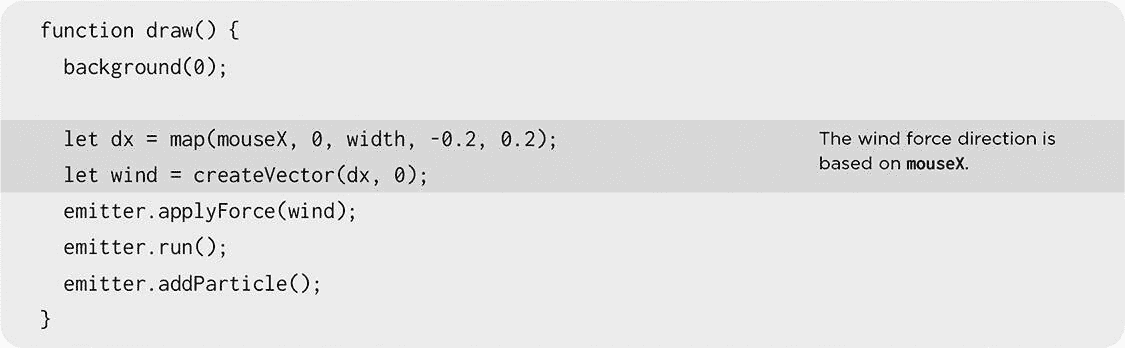 function draw() {
background(0);
let dx = map(mouseX, 0, width, -0.2, 0.2);
let wind = createVector(dx, 0);
The wind force direction is
based on mouseX.
emitter.applyForce(wind);
emitter.run();
emitter.addParticle();
}